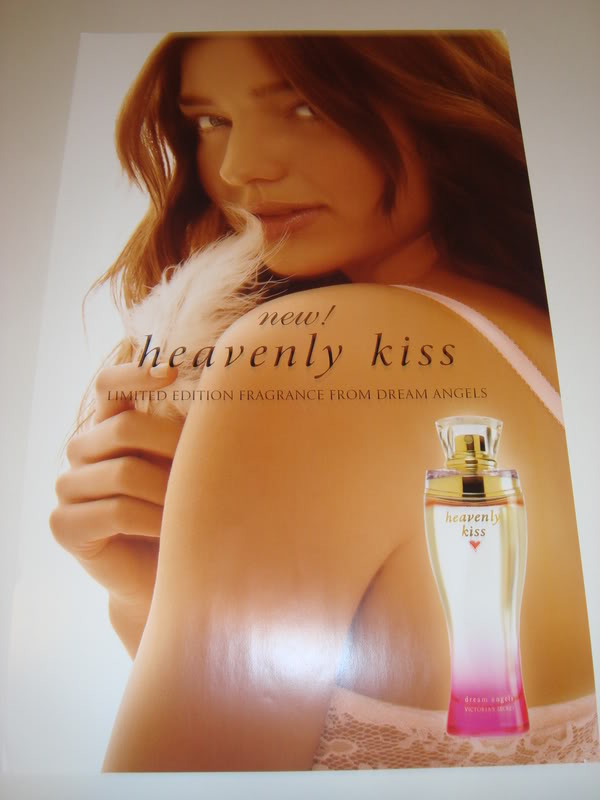 new!
heavenly kiss
LIMITED EDITION FRAGRANCE FROM DREAM ANGELS
heavenly
kiss
dream angels
VICTORIA'S SECRET